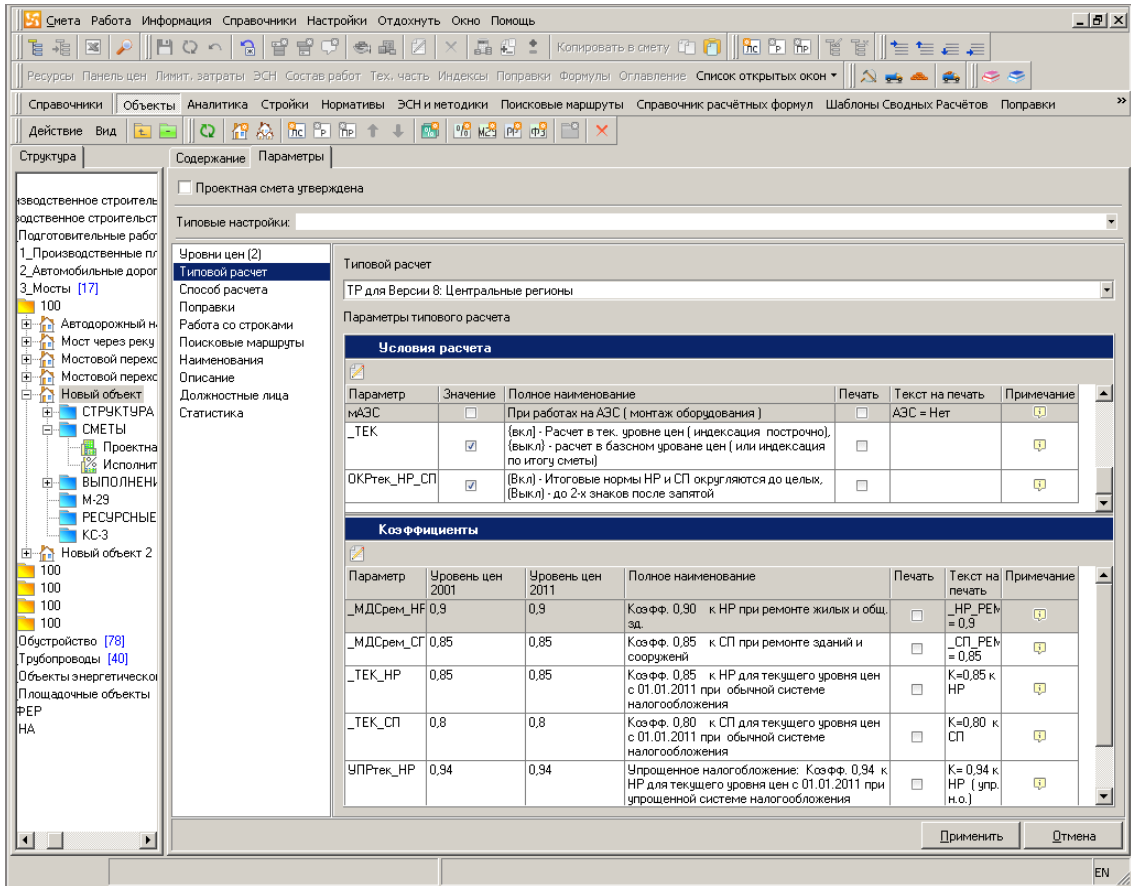 Смета Работа Информация Справочники Настройки Отдохнуть Окно Помощь
Копировать в смету
Ресурсы Панель цен Лимит. затраты ЭСН Состав работ Тех. часть Индексы Поправки Формулы Оглавление Список открытых окон
Справочники Объекты Аналитика Стройки Нормативы ЭСН и методики Поисковые маршруты Справочник расчётных формул Шаблоны Сводных Расчётов Поправки
Действие Вид
Структура Содержание Параметры
Проектная смета утверждена
Типовые настройки:
изводственное строитель
водственное строительст
Подготовительные работ
1_Производственные пл
2_Автомобильные дорог
3_Мосты [17]
100
Автодорожный н
Мост через реку
Мостовой перехо
Мостовой перехо
Новый объект
СТРУКТУРА
СМЕТЫ
Проектна
Исполнит
ВЫПОЛНЕНИ
М-29
РЕСУРСНЫЕ
КС-3
Новый объект 2
100
100
100
100
Обустройство [78]
Трубопроводы [40]
Объекты энергетическо
Площадочные объекты
ФЕР
НА
Уровни цен (2)
Типовой расчет
Способ расчета
Поправки
Работа со строками
Поисковые маршруты
Наименования
Описание
Должностные лица
Статистика
Типовой расчет
ТР для Версии 8: Центральные регионы
Параметры типового расчета
Условия расчета
Параметр Значение Полное наименование Печать Текст на печать Примечание
мАЭС При работах на АЭС ( монтаж оборудования ) АЭС = Нет
_ТЕК {вкл] - Расчет в тек. уровне цен ( индексация построчно),
{выкл} - расчет в базсном уроване цен ( или индексация
по итогу сметы)
ОКРтек_НР_СП (Вкл) - Итоговые нормы НР и СП округляются до целых,
(Выкл) - до 2-х знаков после запятой
Коэффициенты
Параметр Уровень цен 2001 Уровень цен 2011 Полное наименование Печать Текст на печать Примечание
_МДСрем_НР 0,9 0,9 Коэфф. 0,90 к НР при ремонте жилых и общ. зд. _НР_РЕМ = 0,9
_МДСрем_СП 0,85 0,85 Коэфф. 0,85 к СП при ремонте зданий и сооружений _СП_РЕМ = 0,85
_ТЕК_НР 0,85 0,85 Коэфф. 0,85 к НР для текущего уровня цен
с 01.01.2011 при обычной системе
налогообложения K=0,85 к НР
_ТЕК_СП 0,8 0,8 Коэфф. 0,80 к СП для текущего уровня цен
с 01.01.2011 при обычной системе
налогообложения K=0,80 к СП
УПРтек_НР 0,94 0,94 Упрощенное налогобложение: Коэфф. 0,94 к
НР для текущего уровня цен с 01.01.2011 при
упрощенной системе налогообложения K= 0,94 к НР ( упр. н.о.)
Применить Отмена
EN